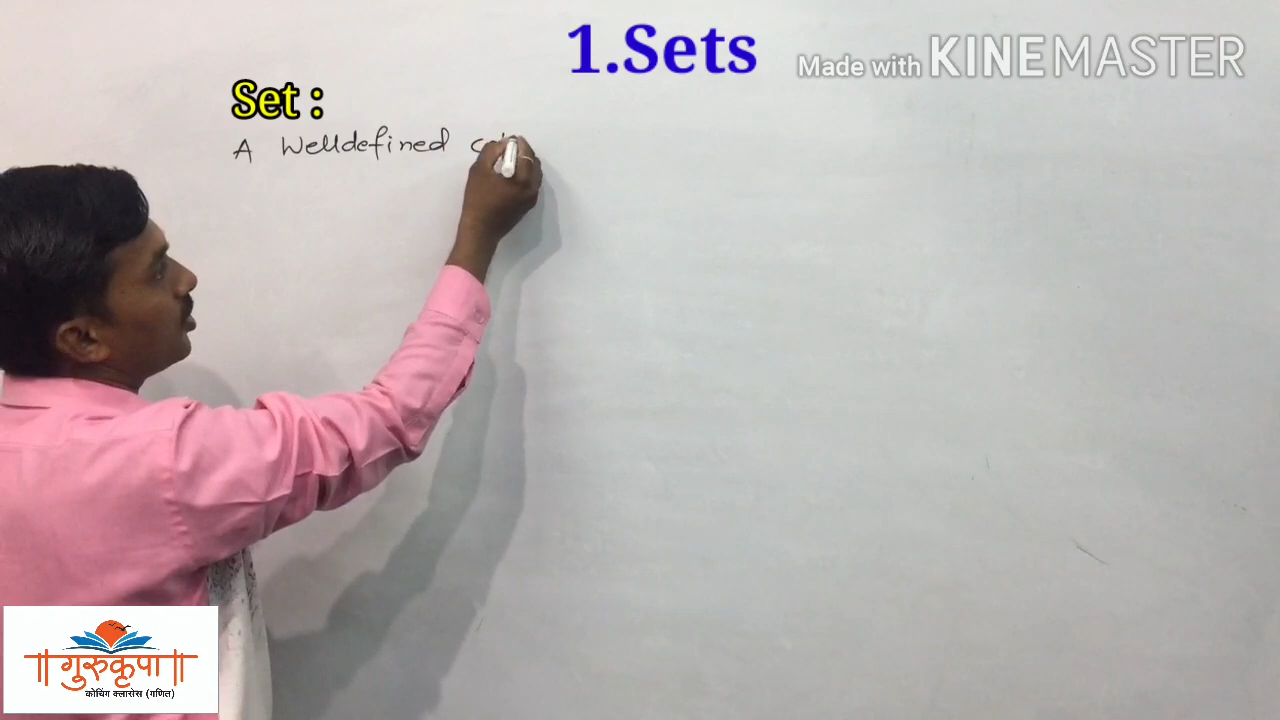 1.Sets
Made with KINEMASTER
Set :
A Welldefined
॥गुरुकृपा॥
कोचिंग क्लासेस (गणित)